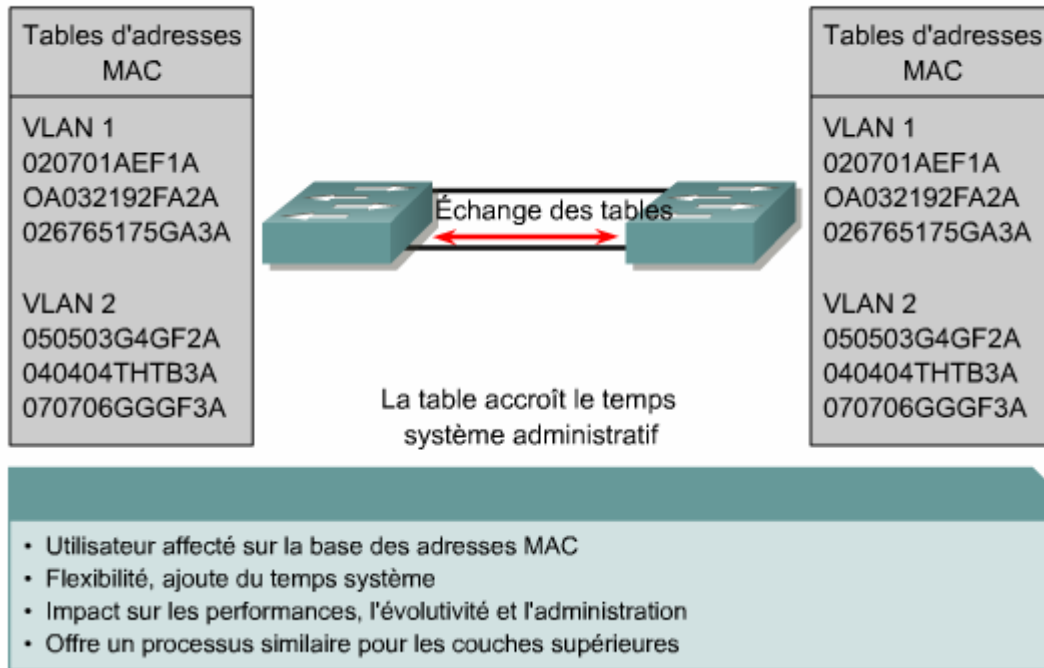 Tables d'adresses
MAC
VLAN 1
020701AEF1A
OA032192FA2A
026765175GA3A
VLAN 2
050503G4GF2A
040404THTB3A
070706GGGF3A
Échange des tables
La table accroît le temps
système administratif
Tables d'adresses
MAC
VLAN 1
020701AEF1A
OA032192FA2A
026765175GA3A
VLAN 2
050503G4GF2A
040404THTB3A
070706GGGF3A
• Utilisateur affecté sur la base des adresses MAC
• Flexibilité, ajoute du temps système
• Impact sur les performances, l'évolutivité et l'administration
• Offre un processus similaire pour les couches supérieures